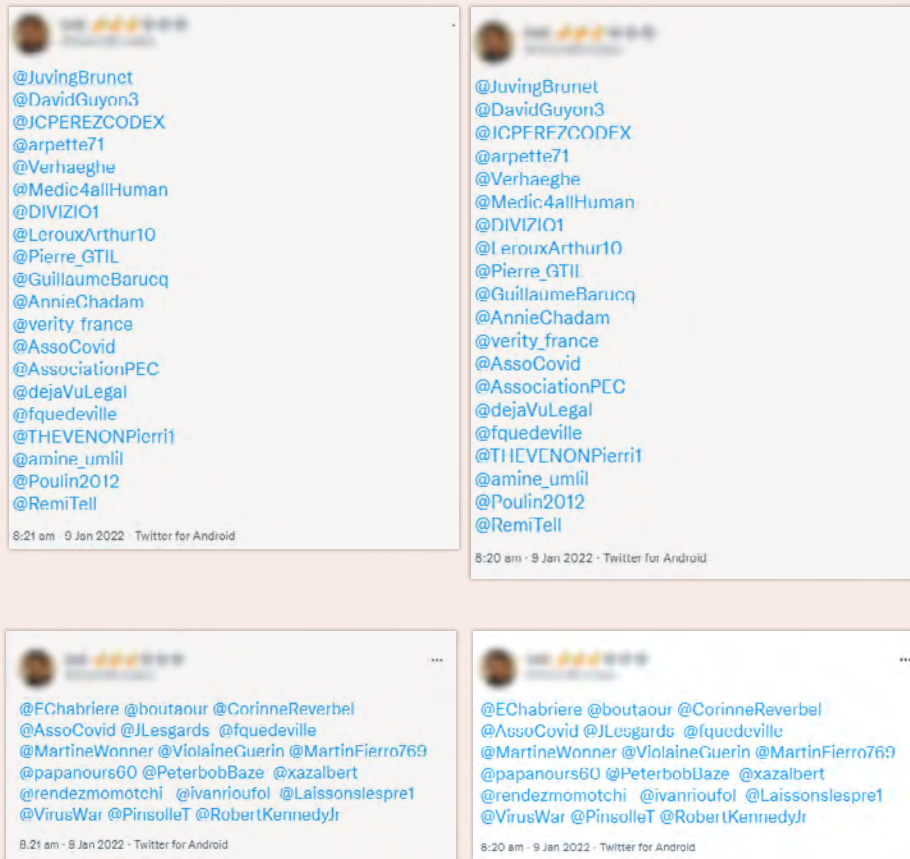 @JuvingBrunet
@DavidGuyon3
@JCPEREZCODEX
@arpette71
@Verhaeghe
@Medic4allHuman
@DIVIZIO1
@LerouxArthur10
@Pierre_GTIL
@GuillaumeBarucq
@AnnieChadam
@verity_france
@AssoCovid
@AssociationPEC
@dejaVuLegal
@fquedeville
@THEVENONPierri1
@amine_umlil
@Poulin2012
@RemiTell
8:21 am · 9 Jan 2022 · Twitter for Android
@JuvingBrunet
@DavidGuyon3
@JCPEREZCODEX
@arpette71
@Verhaeghe
@Medic4allHuman
@DIVIZIO1
@LerouxArthur10
@Pierre_GTIL
@GuillaumeBarucq
@AnnieChadam
@verity_france
@AssoCovid
@AssociationPEC
@dejaVuLegal
@fquedeville
@THEVENONPierri1
@amine_umlil
@Poulin2012
@RemiTell
8:20 am · 9 Jan 2022 · Twitter for Android
@EChabriere @boutaour @CorinneReverbel
@AssoCovid @JLesgards @fquedeville
@MartineWonner @ViolaineGuerin @MartinFierro769
@papanours60 @PeterbobBaze @xazalbert
@rendezmomotchi @ivanrioufol @Laissonslespre1
@VirusWar @PinsolleT @RobertKennedyJr
8:21 am · 9 Jan 2022 · Twitter for Android
@EChabriere @boutaour @CorinneReverbel
@AssoCovid @JLesgards @fquedeville
@MartineWonner @ViolaineGuerin @MartinFierro769
@papanours60 @PeterbobBaze @xazalbert
@rendezmomotchi @ivanrioufol @Laissonslespre1
@VirusWar @PinsolleT @RobertKennedyJr
8:20 am · 9 Jan 2022 · Twitter for Android